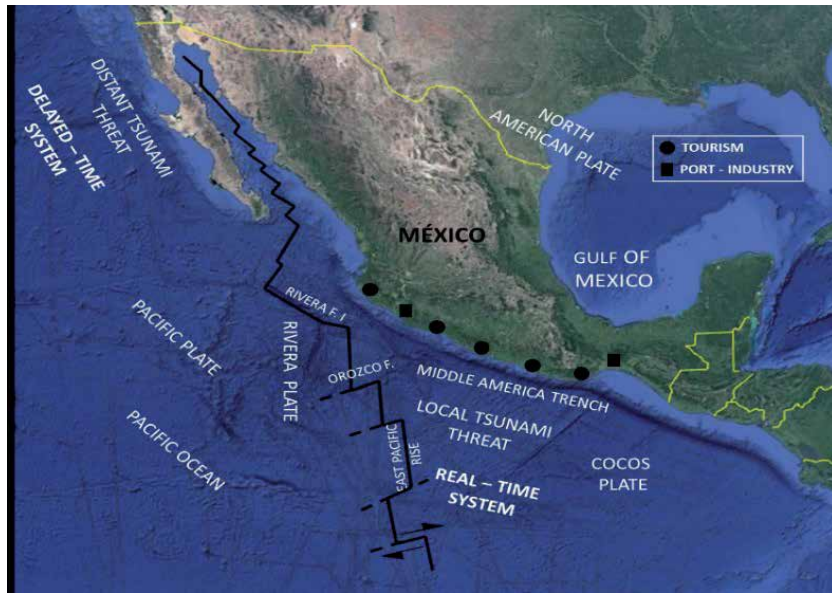 DELAYED – TIME
SYSTEM
DISTANT TSUNAMI
THREAT
NORTH
AMERICAN PLATE
TOURISM
PORT - INDUSTRY
MÉXICO
GULF OF
MEXICO
PACIFIC PLATE
RIVERA F. I
RIVERA PLATE
OROZCO F.
MIDDLE AMERICA TRENCH
LOCAL TSUNAMI
THREAT
PACIFIC OCEAN
EAST PACIFIC
RISE
REAL – TIME
SYSTEM
COCOS
PLATE